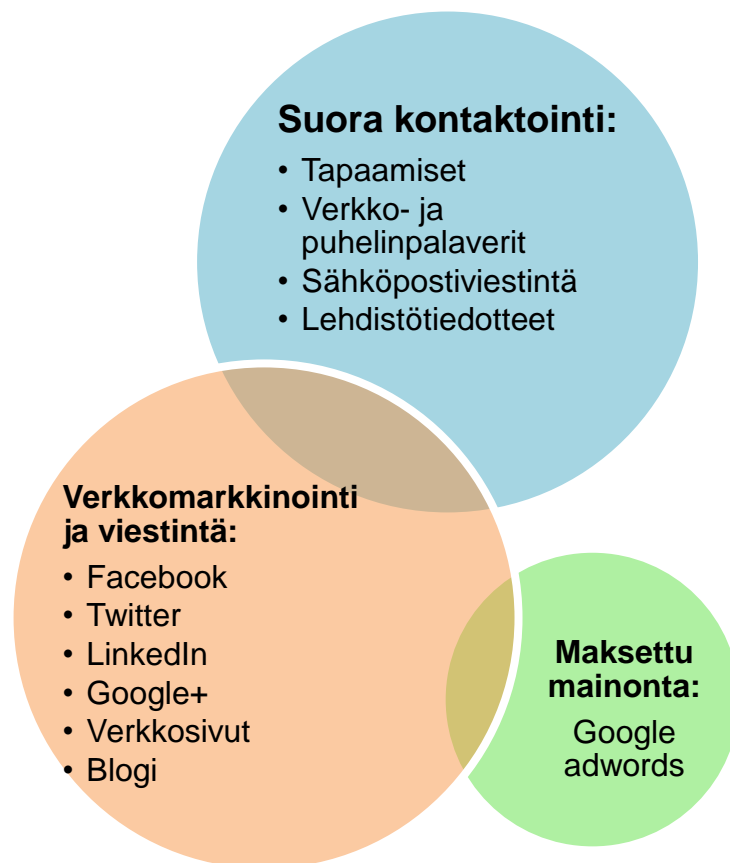 Suora kontaktointi:
• Tapaamiset
• Verkko- ja
puhelinpalaverit
• Sähköpostiviestintä
• Lehdistötiedotteet
Verkkomarkkinointi
ja viestintä:
• Facebook
• Twitter
• LinkedIn
• Google+
• Verkkosivut
• Blogi
Maksettu
mainonta:
Google
adwords